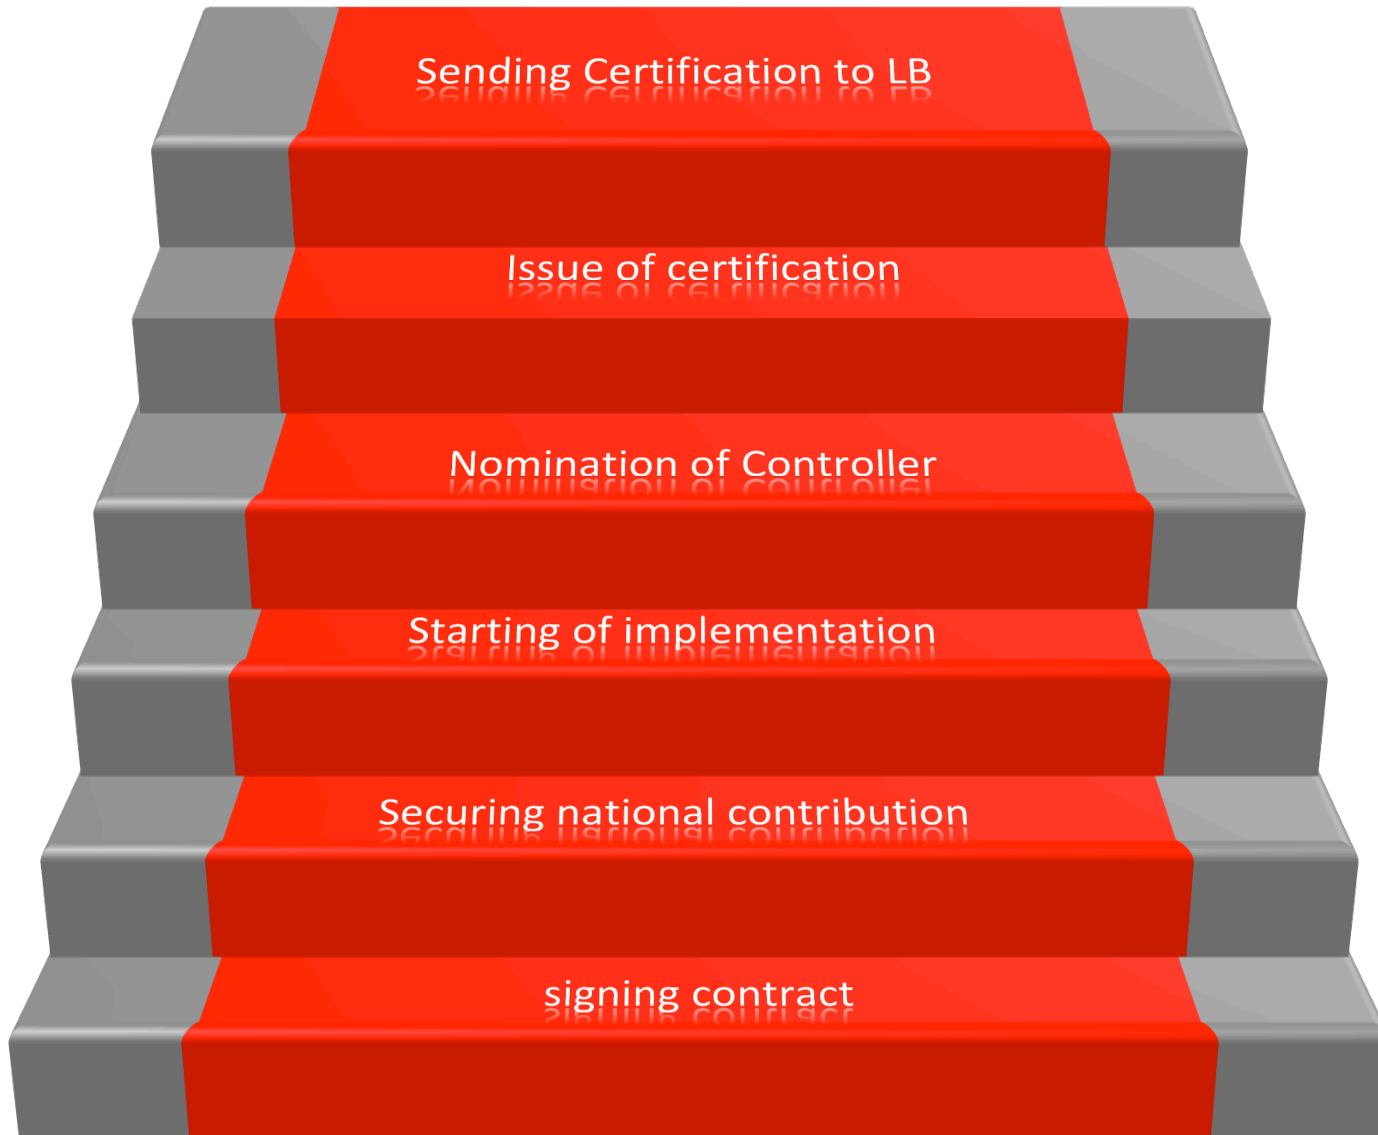 Sending Certification to LB
Issue of certification
Nomination of Controller
Starting of implementation
Securing national contribution
signing contract